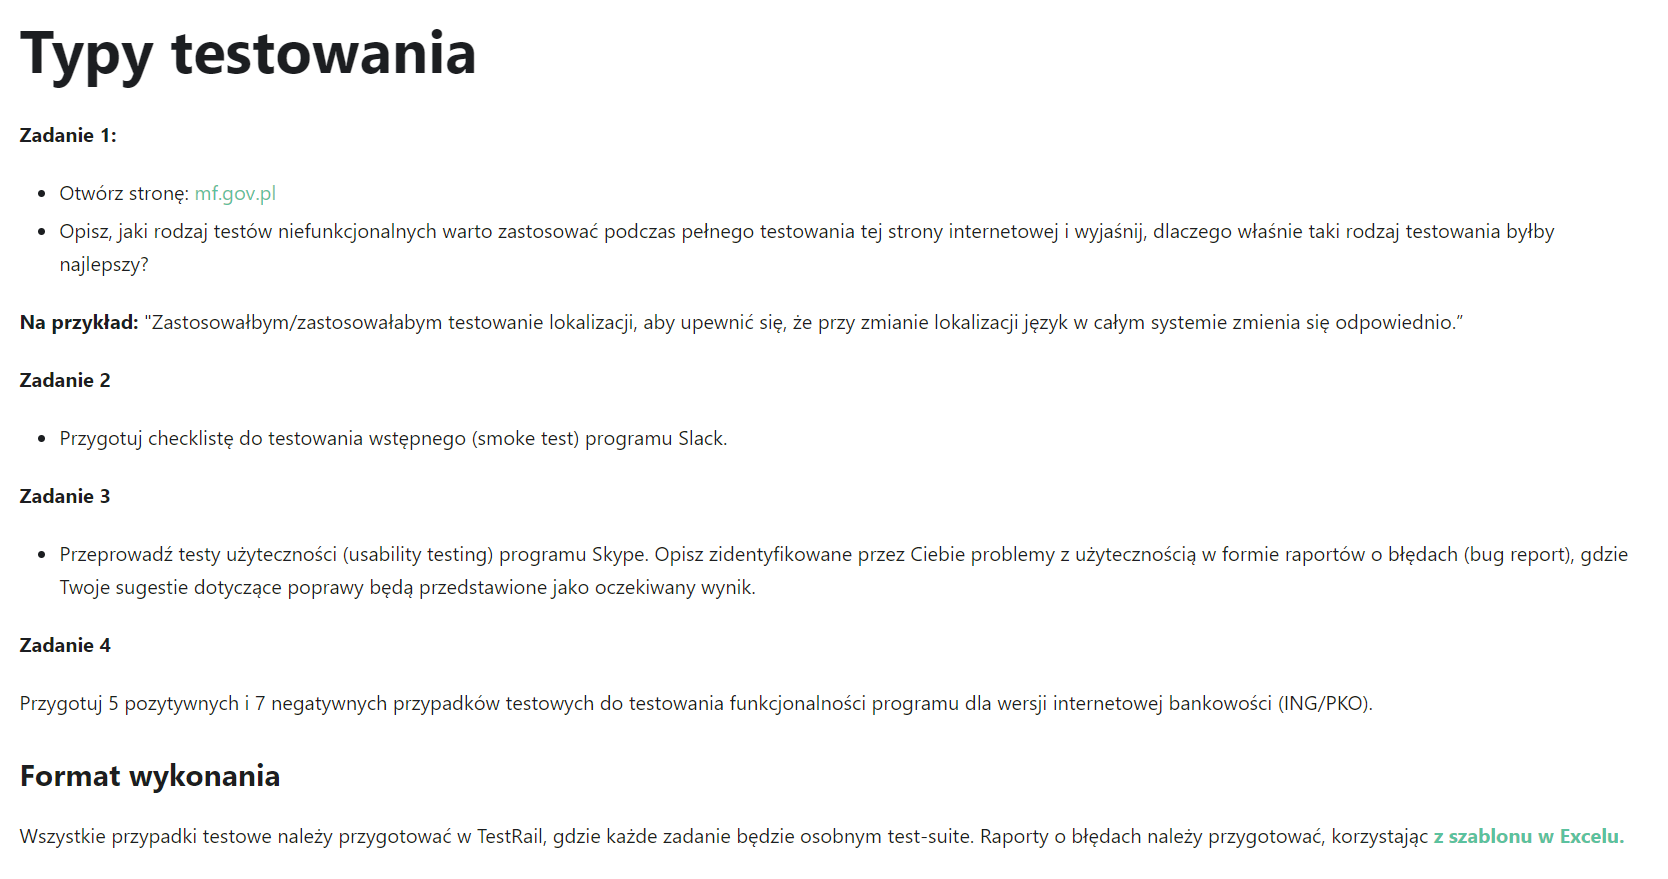 Typy testowania
Zadanie 1:
Otwórz stronę: mf.gov.pl
Opisz, jaki rodzaj testów niefunkcjonalnych warto zastosować podczas pełnego testowania tej strony internetowej i wyjaśnij, dlaczego właśnie taki rodzaj testowania byłby
najlepszy?
Na przykład: "Zastosowałbym/zastosowałabym testowanie lokalizacji, aby upewnić się, że przy zmianie lokalizacji język w całym systemie zmienia się odpowiednio.”
Zadanie 2
Przygotuj checklistę do testowania wstępnego (smoke test) programu Slack.
Zadanie 3
Przeprowadź testy użyteczności (usability testing) programu Skype. Opisz zidentyfikowane przez Ciebie problemy z użytecznością w formie raportów o błędach (bug report), gdzie
Twoje sugestie dotyczące poprawy będą przedstawione jako oczekiwany wynik.
Zadanie 4
Przygotuj 5 pozytywnych i 7 negatywnych przypadków testowych do testowania funkcjonalności programu dla wersji internetowej bankowości (ING/PKO).
Format wykonania
Wszystkie przypadki testowe należy przygotować w TestRail, gdzie każde zadanie będzie osobnym test-suite. Raporty o błędach należy przygotować, korzystając z szablonu w Excelu.